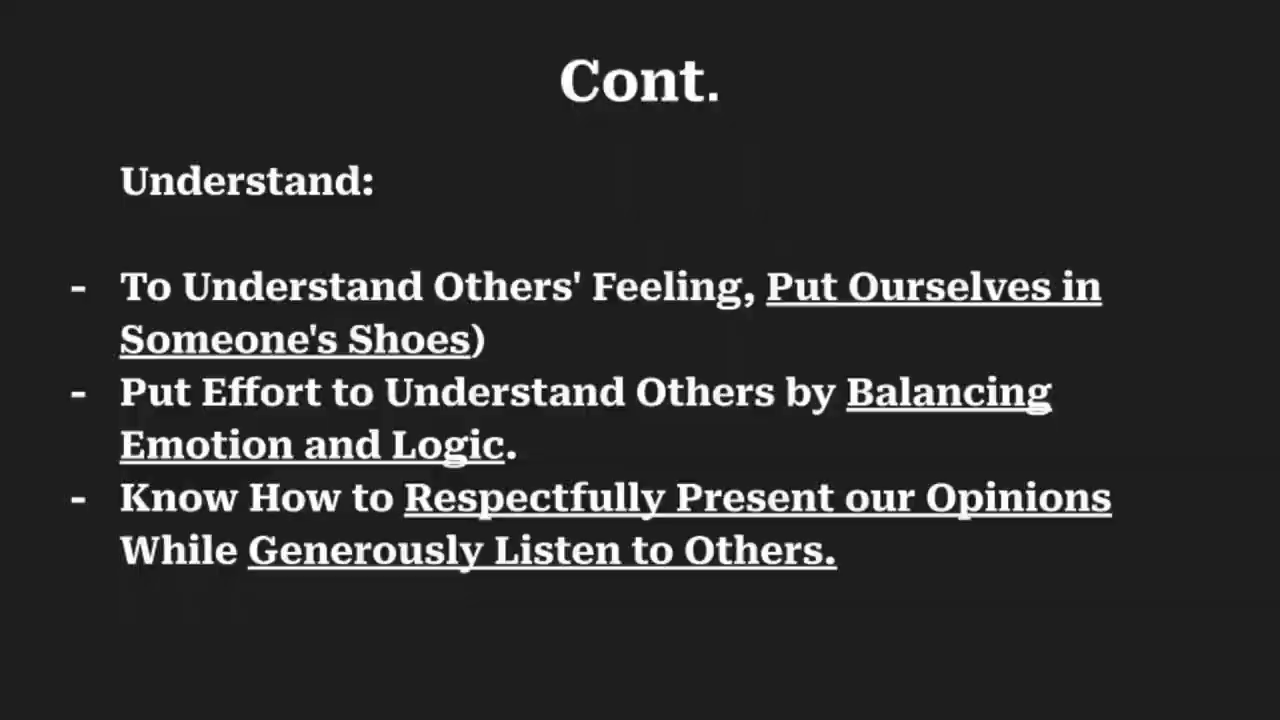 Cont.
Understand:
- To Understand Others' Feeling, Put Ourselves in
Someone's Shoes)
- Put Effort to Understand Others by Balancing
Emotion and Logic.
- Know How to Respectfully Present our Opinions
While Generously Listen to Others.